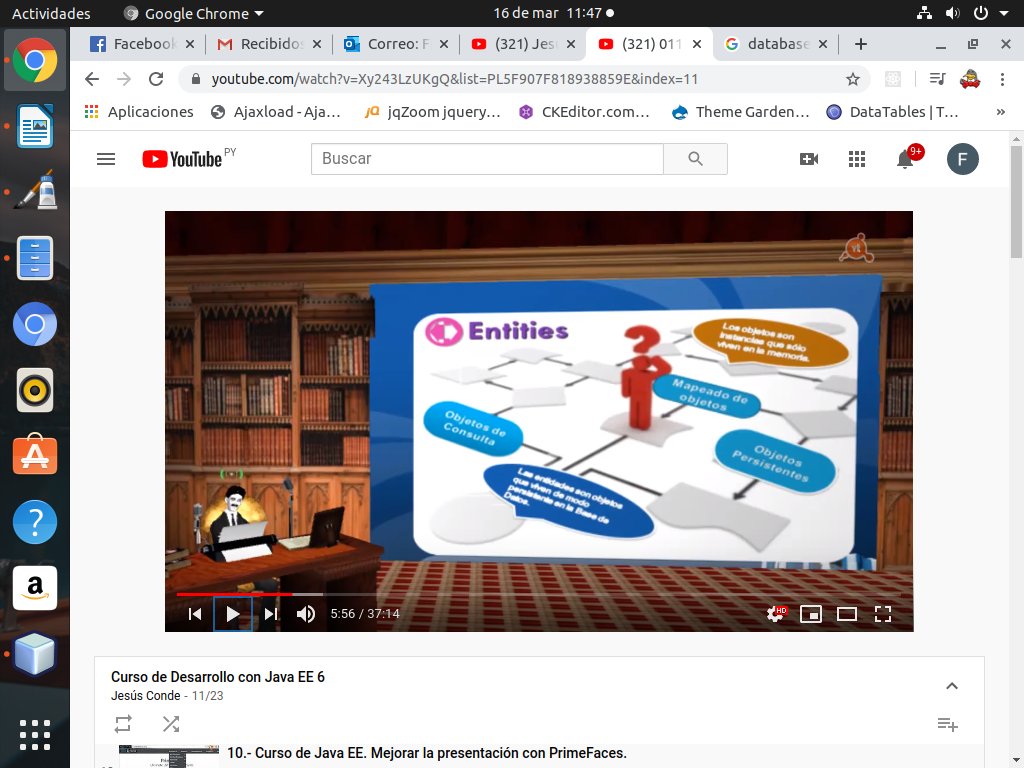 Actividades
Google Chrome
16 de mar 11:47
Facebook
Recibidos
Correo: F
(321) Jesú
(321) 011
database
youtube.com/watch?v=Xy243LzUKgQ&list=PL5F907F818938859E&index=11
Aplicaciones
Ajaxload - Aja...
jQ
jqZoom jquery...
CKEditor.com...
Theme Garden...
DataTables | T...
»
YouTube
PY
Buscar
9+
F
vt
Entities
Los objetos son
instancias que sólo
viven en la memoria.
Mapeado de
objetos
Objetos de
Consulta
Objetos
Persistentes
Las entidades son objetos
que viven de modo
persistente en la Base de
Datos.
5:56 / 37:14
HD
Curso de Desarrollo con Java EE 6
Jesús Conde - 11/23
10.- Curso de Java EE. Mejorar la presentación con PrimeFaces.